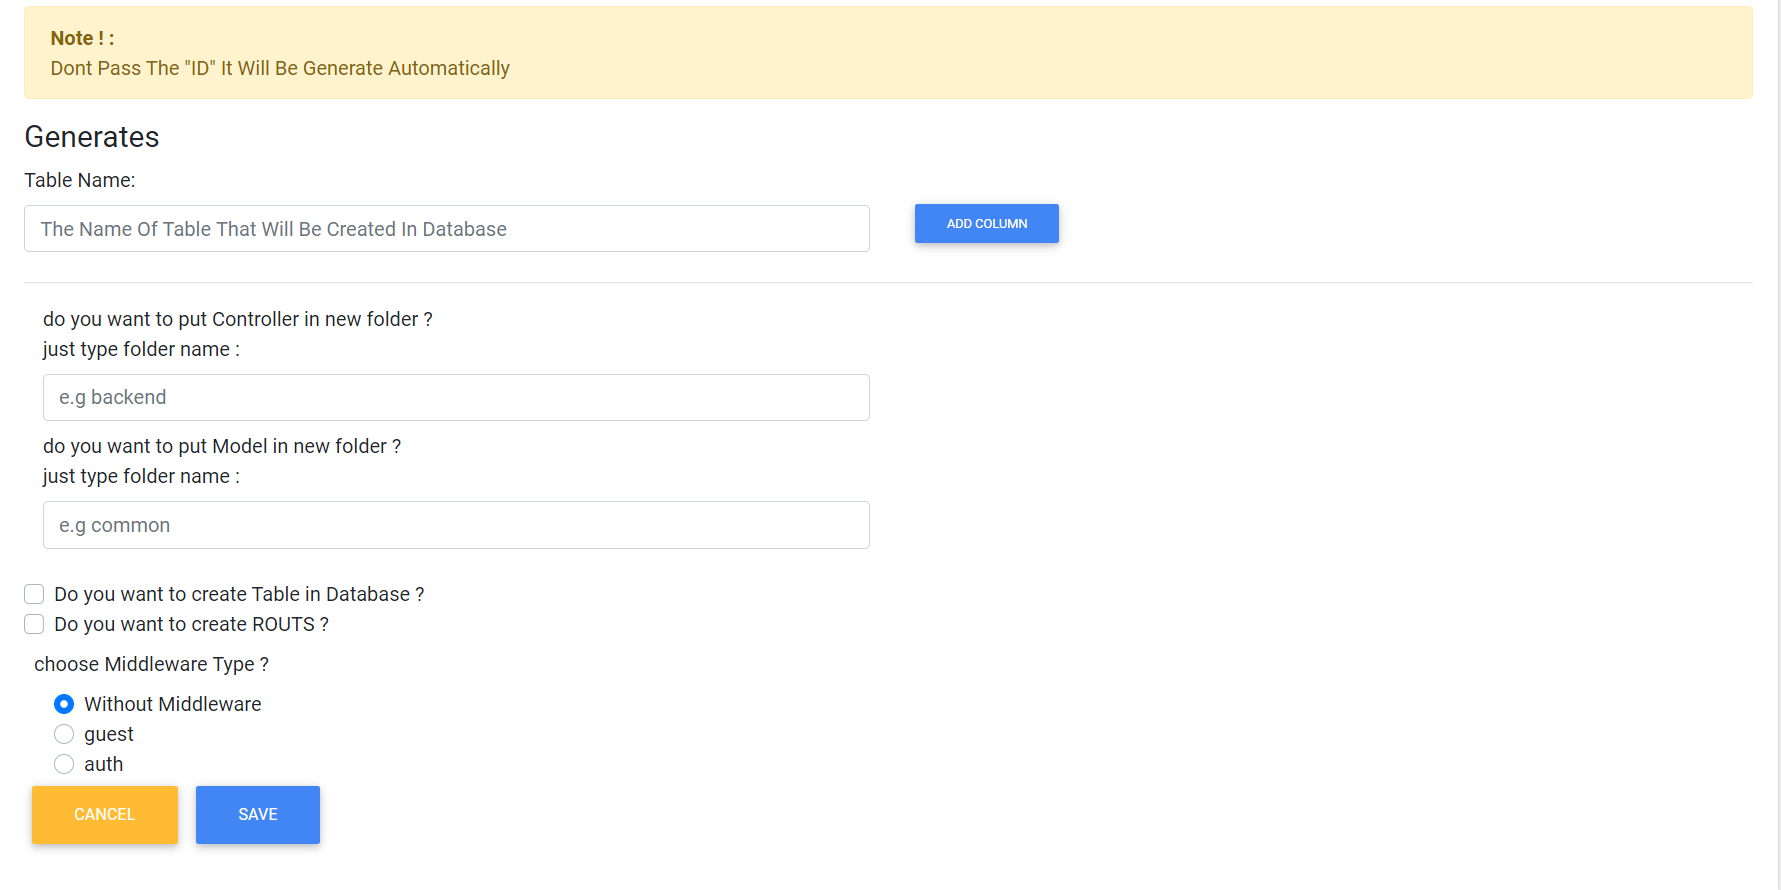 Note ! :
Dont Pass The "ID" It Will Be Generate Automatically
Generates
Table Name:
The Name Of Table That Will Be Created In Database
ADD COLUMN
do you want to put Controller in new folder ?
just type folder name :
e.g backend
do you want to put Model in new folder ?
just type folder name :
e.g common
Do you want to create Table in Database ?
Do you want to create ROUTS ?
choose Middleware Type ?
Without Middleware
guest
auth
CANCEL
SAVE